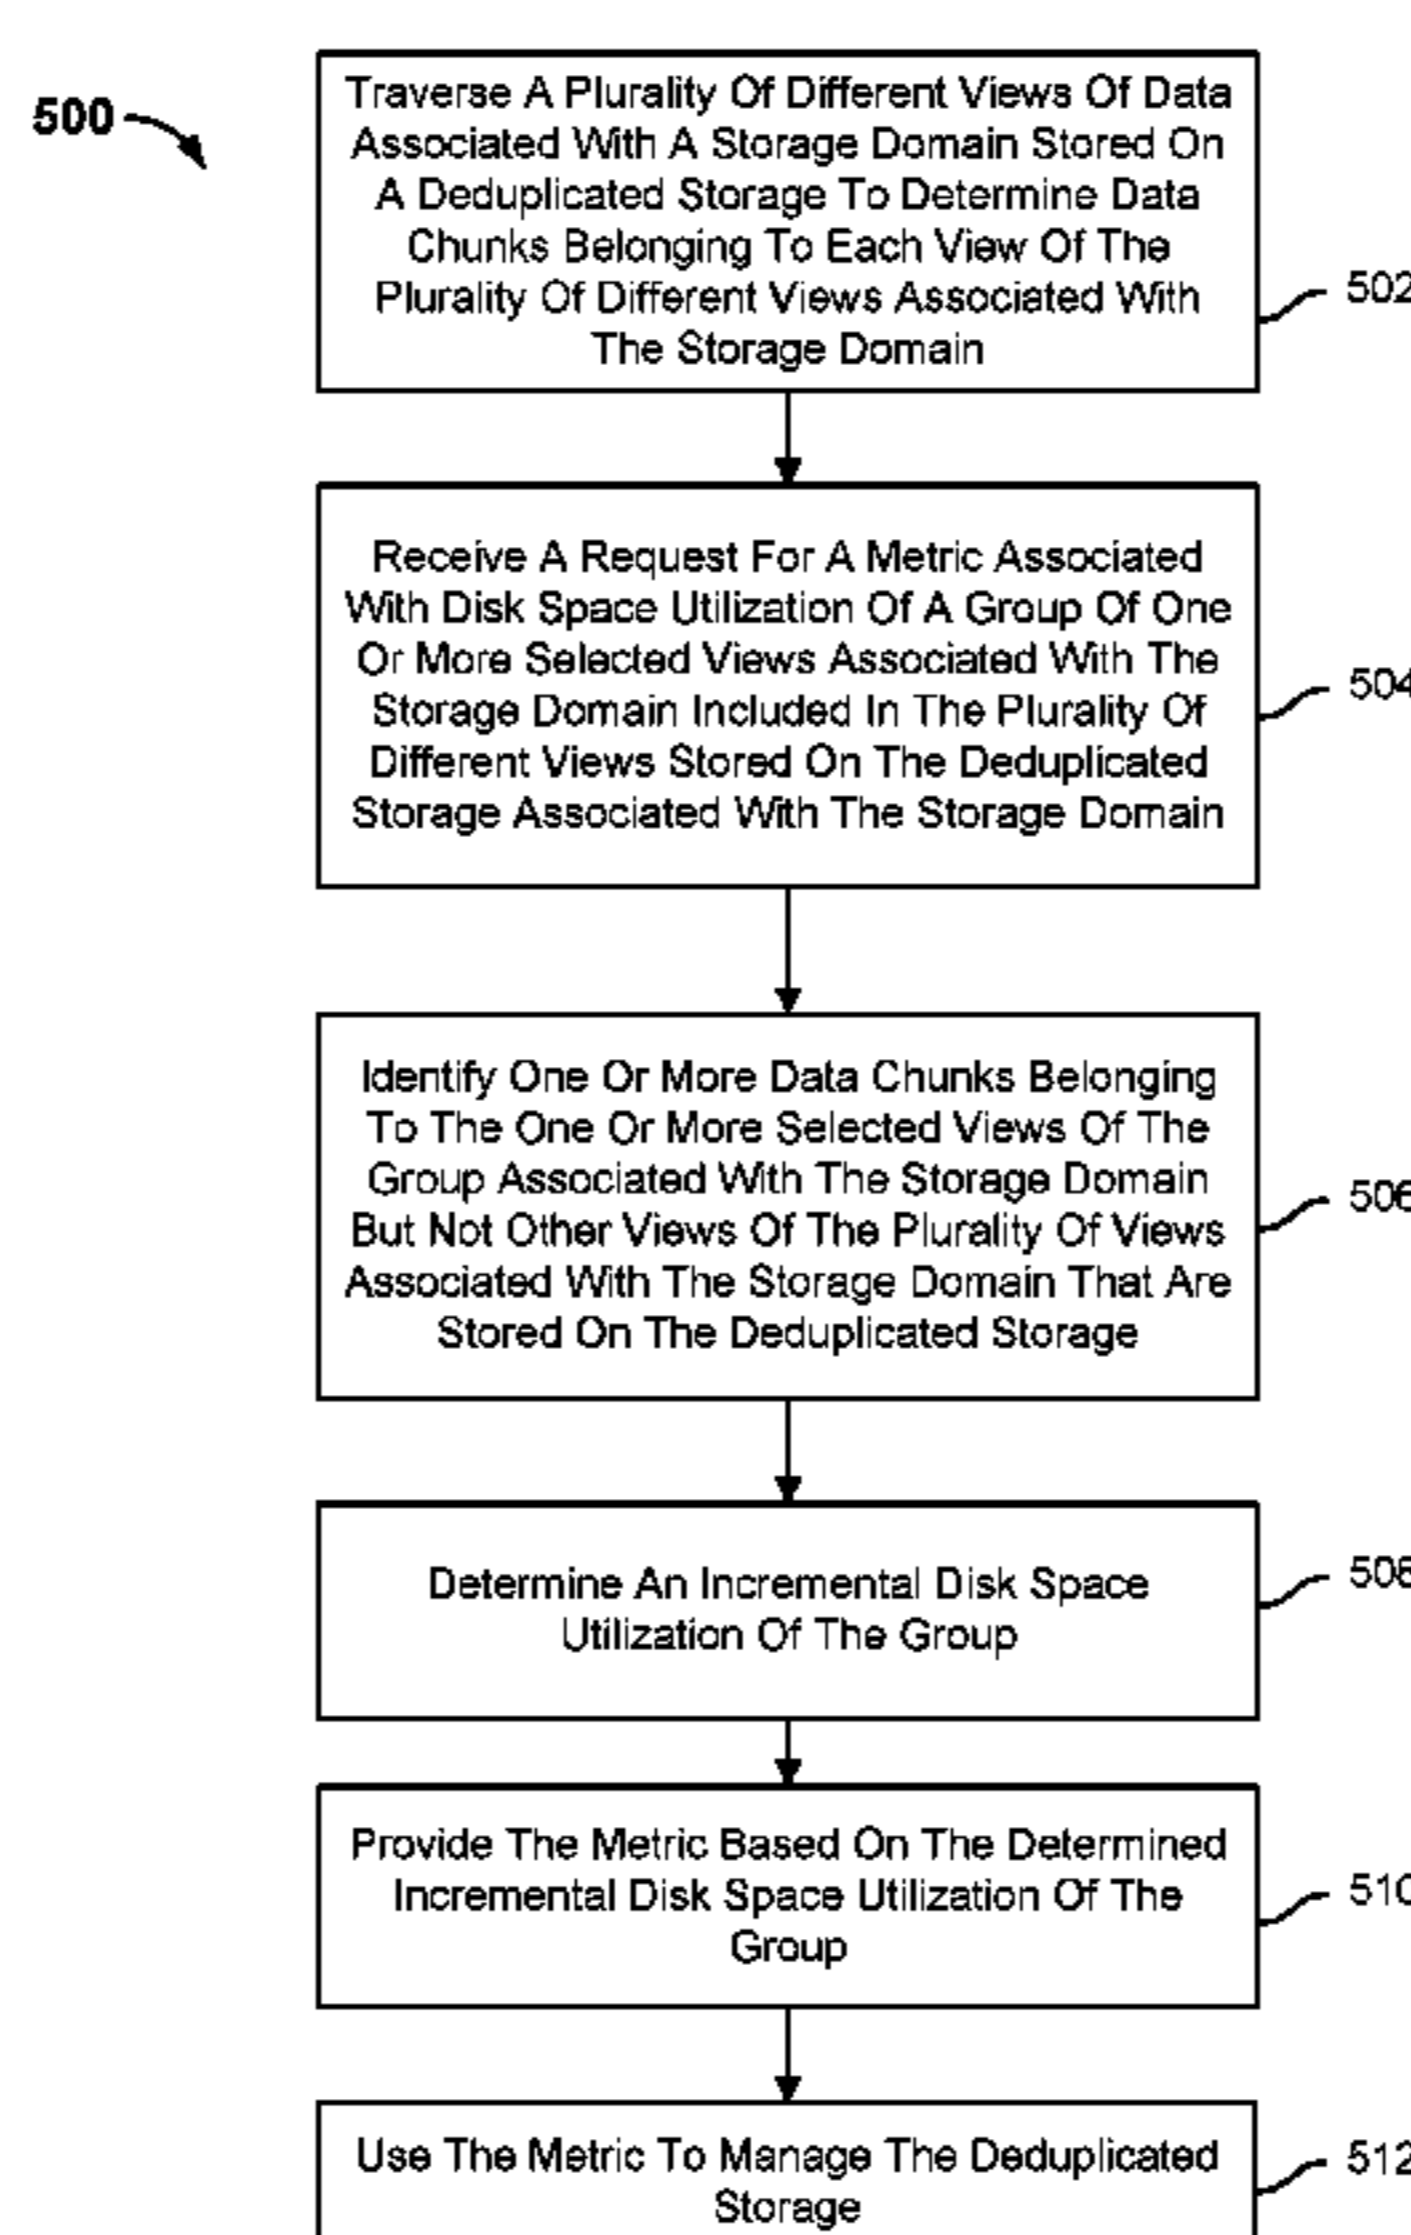 500
Traverse A Plurality Of Different Views Of Data
Associated With A Storage Domain Stored On
A Deduplicated Storage To Determine Data
Chunks Belonging To Each View Of The
Plurality Of Different Views Associated With
The Storage Domain
502
Receive A Request For A Metric Associated
With Disk Space Utilization Of A Group Of One
Or More Selected Views Associated With The
Storage Domain Included In The Plurality Of
Different Views Stored On The Deduplicated
Storage Associated With The Storage Domain
504
Identify One Or More Data Chunks Belonging
To The One Or More Selected Views Of The
Group Associated With The Storage Domain
But Not Other Views Of The Plurality Of Views
Associated With The Storage Domain That Are
Stored On The Deduplicated Storage
506
Determine An Incremental Disk Space
Utilization Of The Group
508
Provide The Metric Based On The Determined
Incremental Disk Space Utilization Of The
Group
510
Use The Metric To Manage The Deduplicated
Storage
512